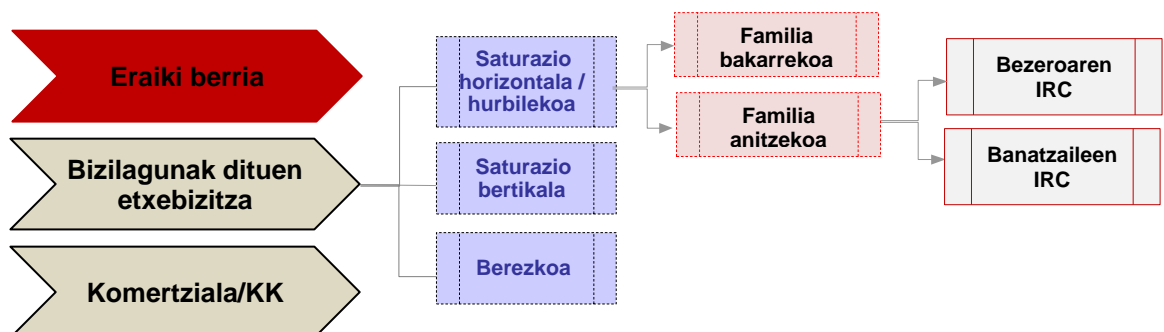 Eraiki berria
Bizilagunak dituen
etxebizitza
Komertziala/KK
Saturazio
horizontala /
hurbilekoa
Saturazio
bertikala
Berezkoa
Familia
bakarrekoa
Familia
anitzekoa
Bezeroaren
IRC
Banatzaileen
IRC